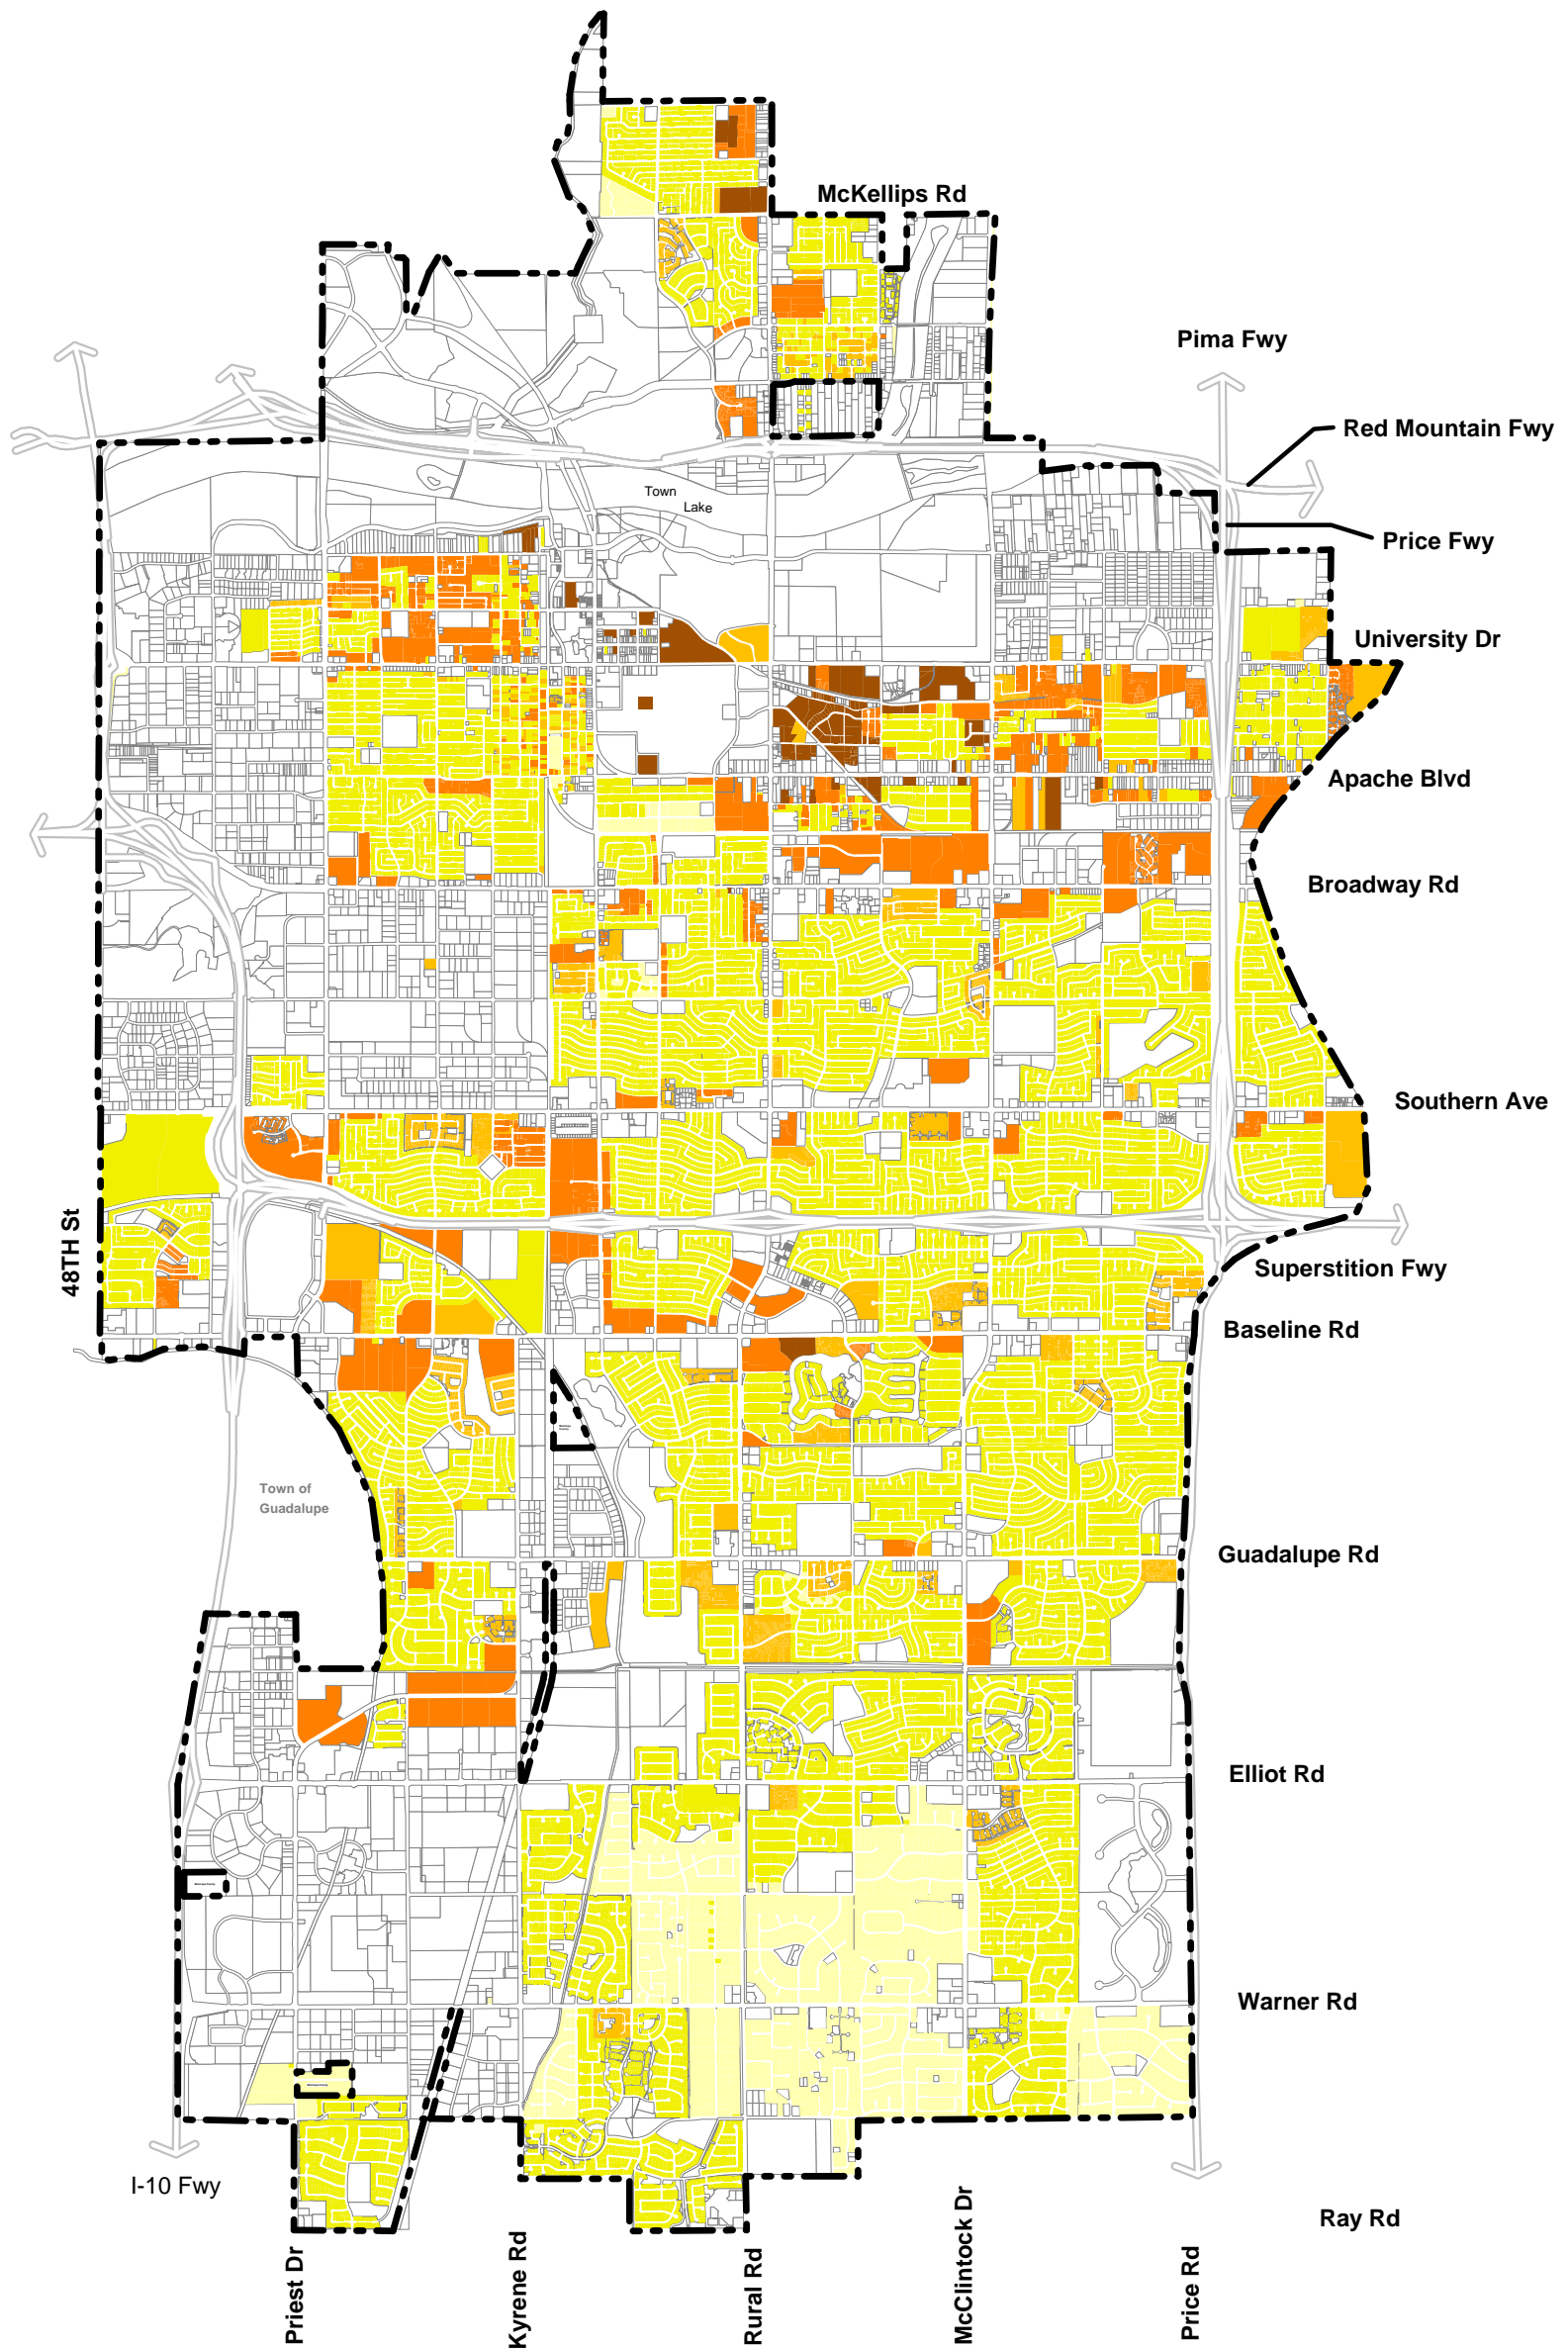 McKellips Rd
Pima Fwy
Red Mountain Fwy
Town
Lake
Price Fwy
University Dr
Apache Blvd
Broadway Rd
Southern Ave
48TH St
Superstition Fwy
Baseline Rd
Town of
Guadalupe
Guadalupe Rd
Elliot Rd
Warner Rd
I-10 Fwy
Ray Rd
Priest Dr
Kyrene Rd
Rural Rd
McClintock Dr
Price Rd